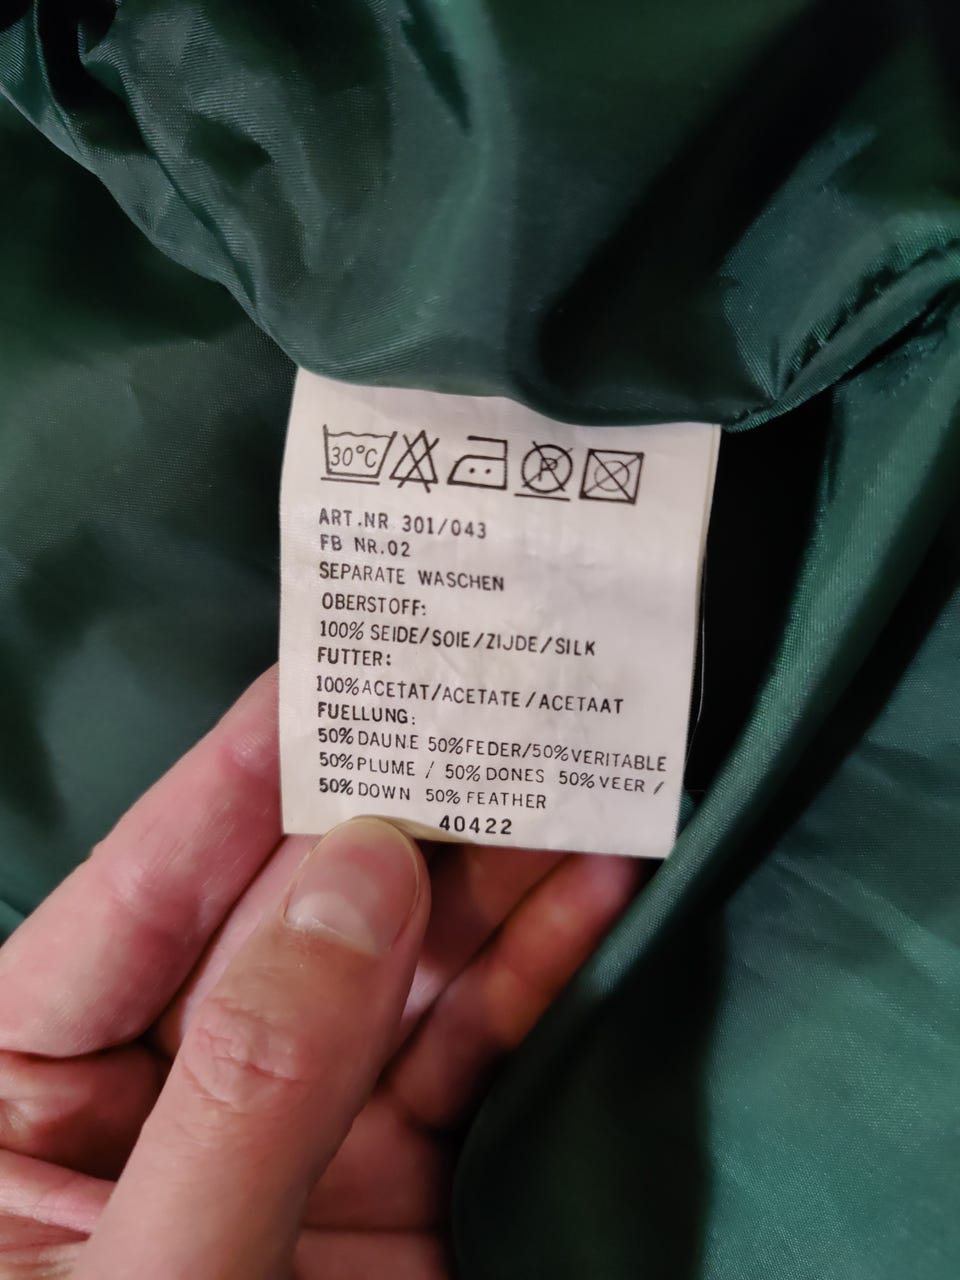 30°C P
ART.NR 301/043
FB NR.02
SEPARATE WASCHEN
OBERSTOFF:
100% SEIDE/SOIE/ZIJDE/SILK
FUTTER:
100%ACETAT/ACETATE/ACETAAT
FUELLUNG:
50%DAUNE 50%FEDER/50%VERITABLE
50%PLUME / 50%DONES 50%VEER /
50%DOWN 50%FEATHER
40422